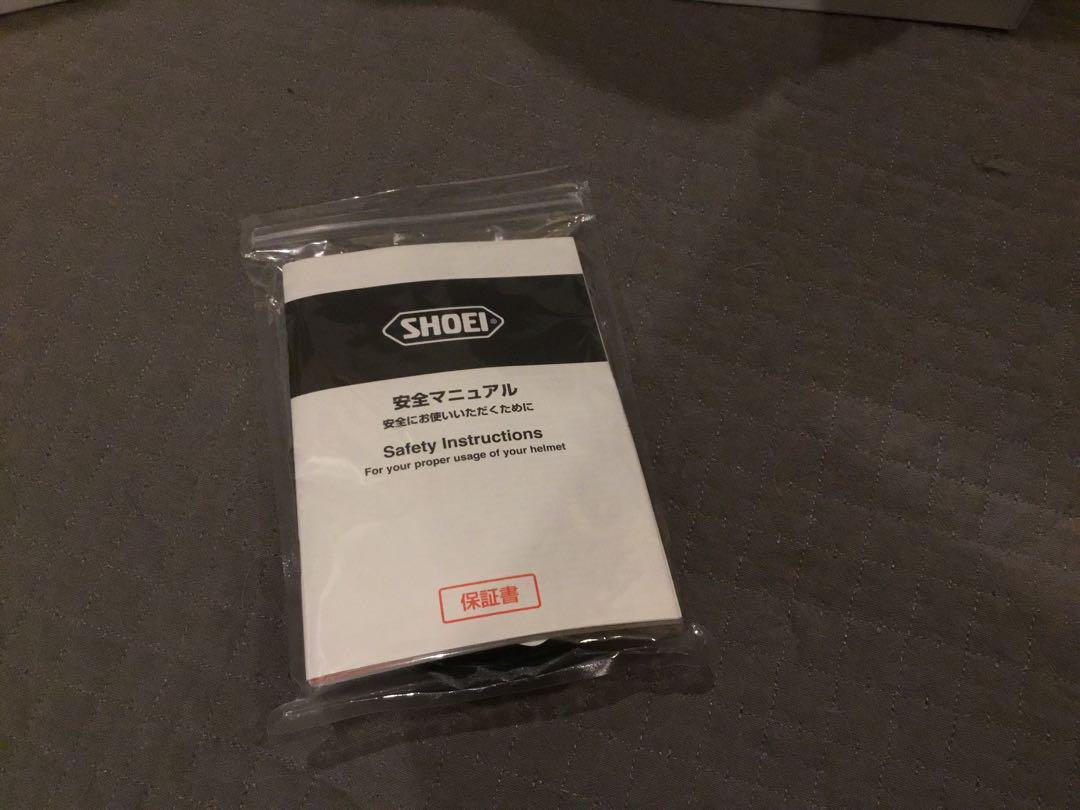 SHOEI®
安全マニュアル
安全にお使いいただくために
Safety Instructions
For your proper usage of your helmet
保証書